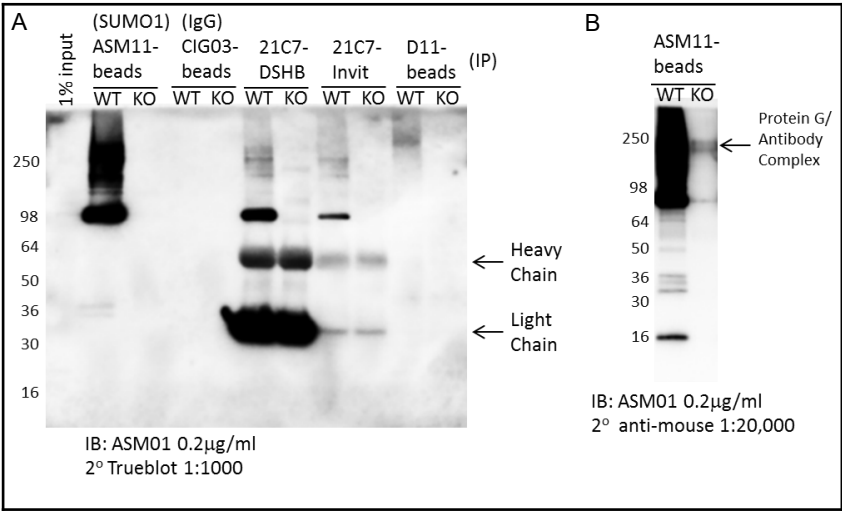 A
B
(SUMO1) (IgG)
ASM11- CIG03- 21C7- 21C7- D11-
beads beads DSHB Invit beads
(IP)
1% input
WT KO WT KO WT KO WT KO WT KO
250
98
64
50
36
30
16
Heavy
Chain
Light
Chain
IB: ASM01 0.2µg/ml
2º Trueblot 1:1000
ASM11-
beads
WT KO
250
98
64
50
36
30
16
Protein G/
Antibody
Complex
IB: ASM01 0.2µg/ml
2º anti-mouse 1:20,000